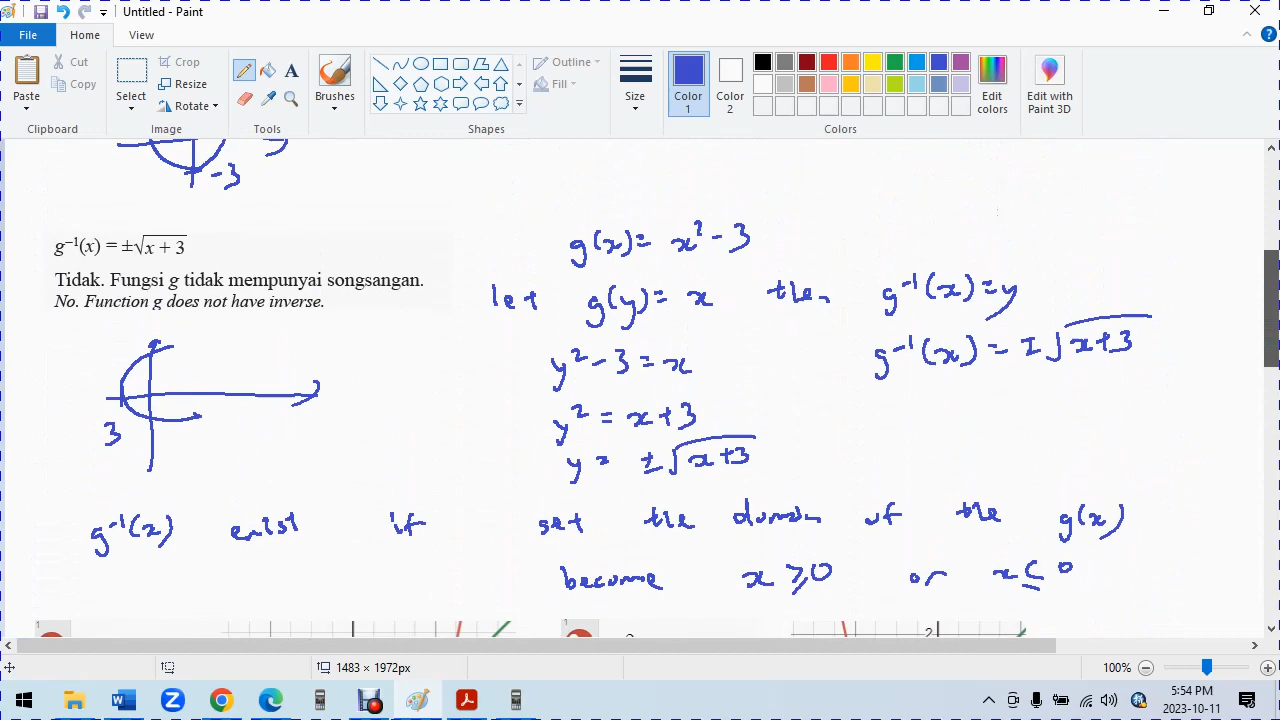 Untitled - Paint
File Home View
Paste
Cut
Copy
Clipboard
Select
Crop
Resize
Rotate
Image
A
Tools
Brushes
Outline
Fill
Shapes
Size
Color 1
Color 2
Edit colors
Edit with Paint 3D
Colors
-3
g⁻¹(x) = ±√(x + 3)
Tidak. Fungsi g tidak mempunyai songsangan.
No. Function g does not have inverse.
3
g(x) = x² - 3
let g(y) = x then g⁻¹(x) = y
y² - 3 = x g⁻¹(x) = ±√(x+3)
y² = x + 3
y = ±√(x+3)
g⁻¹(x) exist if set the domain of the g(x)
become x ≥ 0 or x ≤ 0
1
1
2
1483 × 1972px
100%
5:54 PM
2023-10-11